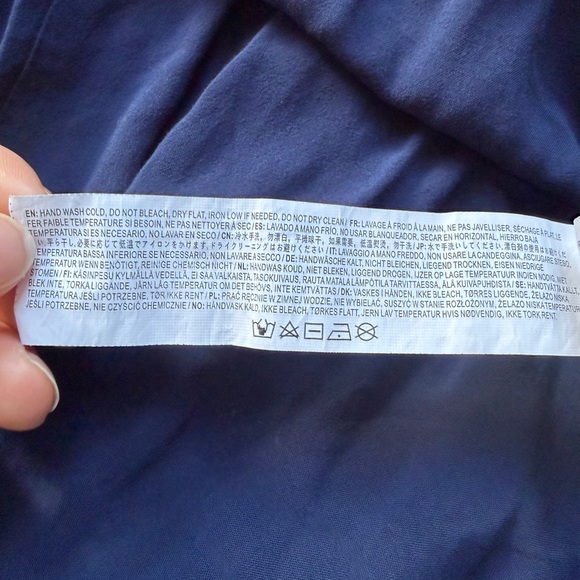 EN: HAND WASH COLD, DO NOT BLEACH, DRY FLAT, IRON LOW IF NEEDED, DO NOT DRY CLEAN / FR: LAVAGE À FROID À LA MAIN, NE PAS JAVELLISER, SÉCHAGE À PLAT,
FER FAIBLE TEMPÉRATURE SI BESOIN, NE PAS NETTOYER À SEC / ES: LAVADO A MANO FRÍO, NO USAR BLANQUEADOR, SECAR EN HORIZONTAL, HIERRO BAJA
TEMPERATURA SI ES NECESARIO, NO LAVAR EN SECO / CN: 冷水手洗, 勿漂白, 平摊晾干, 如果需要, 低温熨烫, 勿干洗 / JP: 水で手洗いしてください, 漂白剤の使用はお避け
い, 平ら干し, 必要に応じて低温でアイロンをかけます, ドライクリーニングはお避けください / IT: LAVAGGIO A MANO FREDDO, NON USARE LA CANDEGGINA, ASCIUGARE STESO,
TEMPERATURA BASSA INFERIORE SE NECESSARIO, NON LAVARE A SECCO / DE: HANDWÄSCHE KALT, NICHT BLEICHEN, LIEGEND TROCKNEN, EISEN NIEDRIGE
TEMPERATUR WENN BENÖTIGT, REINIGE CHEMISCH NICHT / NL: HANDWAS KOUD, NIET BLEKEN, LIGGEND DROGEN, IJZER OP LAGE TEMPERATUUR INDIEN NODIG, NIET
STOMEN / FI: KÄSINPESU KYLMÄLLÄ VEDELLÄ, EI SAA VALKAISTA, RAUTA MATALA LÄMPÖTILA TARVITTAESSA, ÄLÄ KUIVAPUHDISTA / SE: HANDTVÄTTA KALLT,
BLEK INTE, TORKA LIGGANDE, JÄRN LÅG TEMPERATUR OM DET BEHÖVS, INTE KEMTVÄTTAS / DK: VASKES I HÅNDEN, IKKE BLEACH, TØRRES LIGGENDE, ŻELAZO NISKA
TEMPERATURA JEŚLI POTRZEBNE, TØR IKKE RENT / PL: PRAĆ RĘCZNIE W ZIMNEJ WODZIE, NIE WYBIELAĆ, SUSZYĆ W STANIE ROZŁOŻONYM, ŻELAZO NISKA TEMPERATURA
JEŚLI POTRZEBNE, NIE CZYŚCIĆ CHEMICZNIE / NO: HÅNDVASK KALD, IKKE BLEACH, TØRKES FLATT, JERN LAV TEMPERATUR HVIS NØDVENDIG, IKKE TORK RENT.